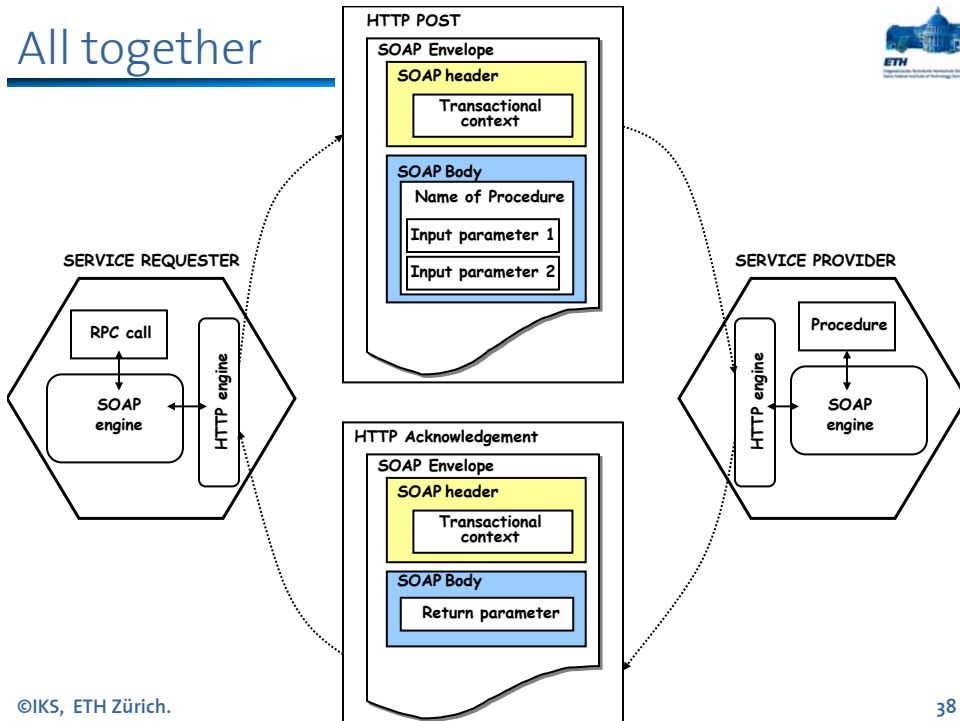 All together
HTTP POST
SOAP Envelope
SOAP header
Transactional
context
SOAP Body
Name of Procedure
Input parameter 1
Input parameter 2
SERVICE REQUESTER
RPC call
SOAP
engine
HTTP engine
SERVICE PROVIDER
Procedure
HTTP engine
SOAP
engine
HTTP Acknowledgement
SOAP Envelope
SOAP header
Transactional
context
SOAP Body
Return parameter
ETH
©IKS, ETH Zürich.
38